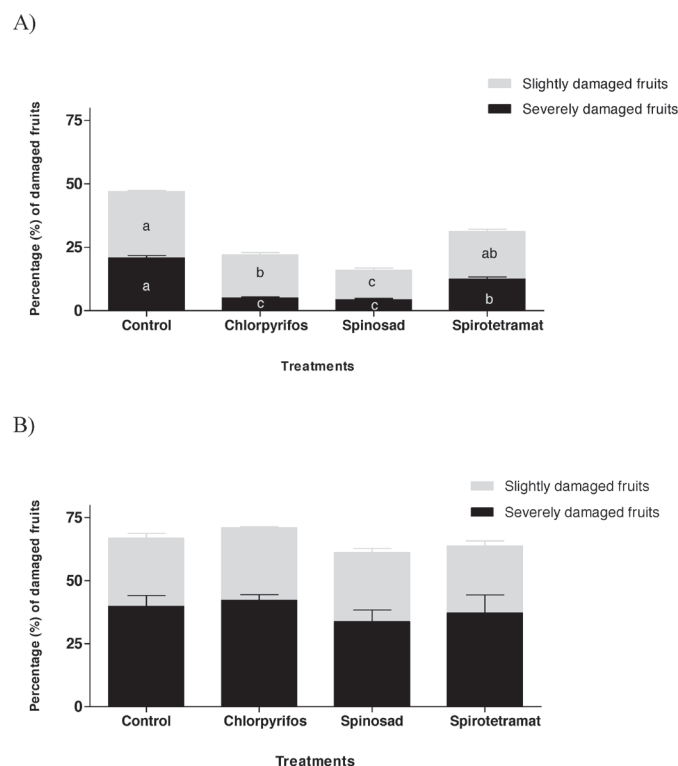 A)
Slightly damaged fruits
Severely damaged fruits
Percentage (%) of damaged fruits
75
50
25
0
a
a
b
c
c
c
ab
b
Control Chlorpyrifos Spinosad Spirotetramat
Treatments
B)
Slightly damaged fruits
Severely damaged fruits
Percentage (%) of damaged fruits
75
50
25
0
Control Chlorpyrifos Spinosad Spirotetramat
Treatments